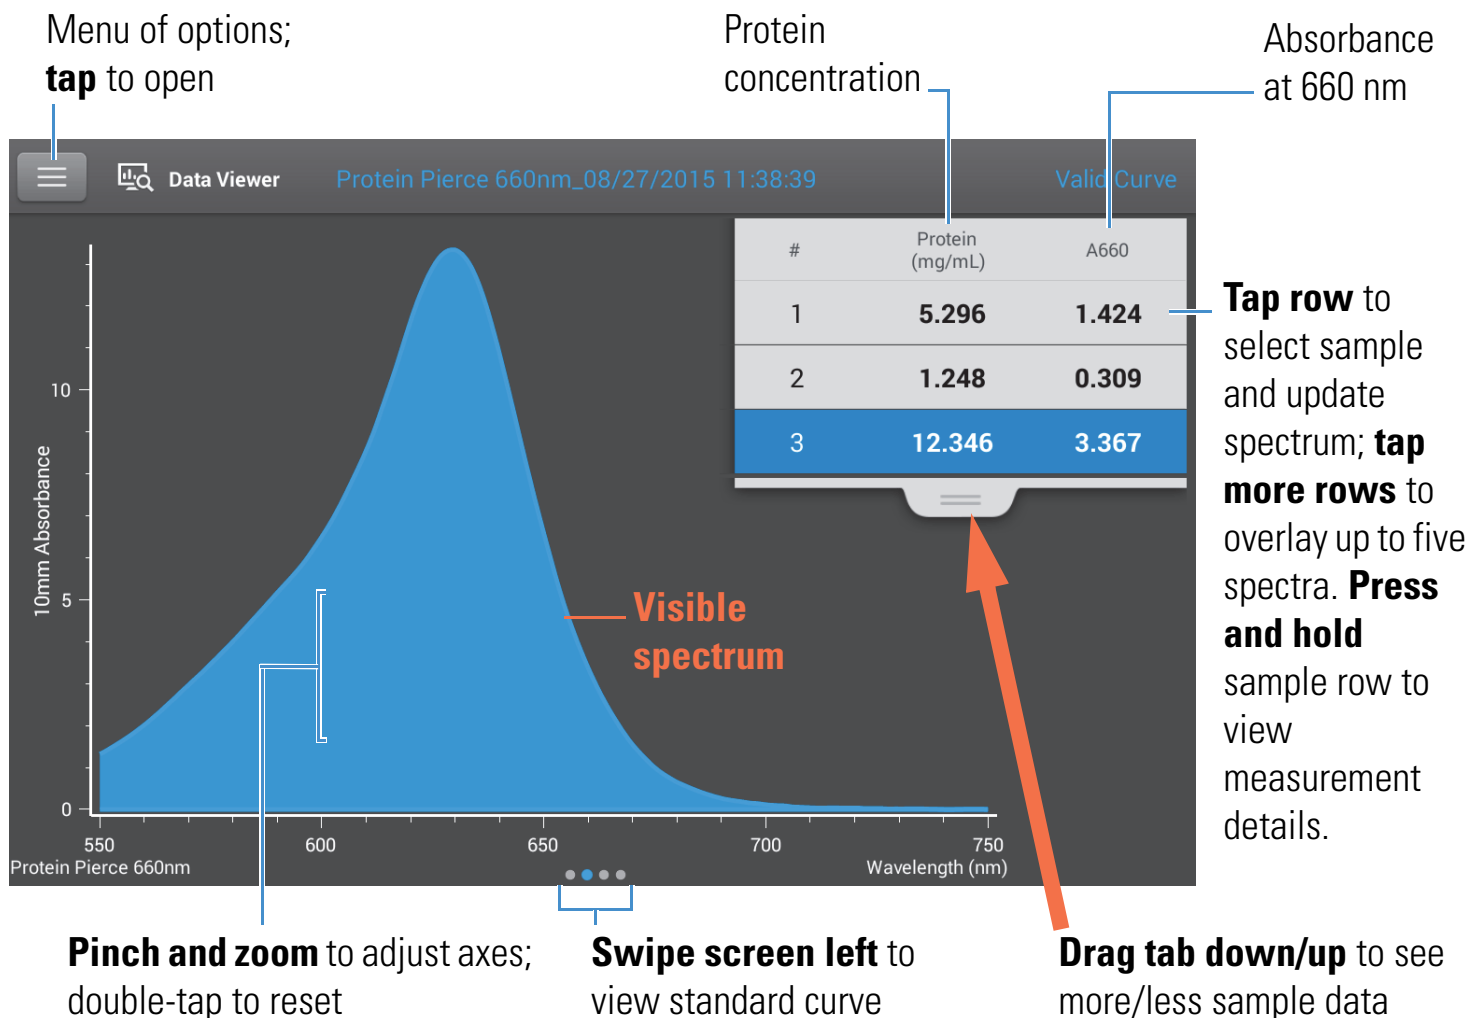 Menu of options;
tap to open
Protein
concentration
Absorbance
at 660 nm
Data Viewer
Protein Pierce 660nm_08/27/2015 11:38:39
Valid Curve
# Protein (mg/mL) A660
1 5.296 1.424
2 1.248 0.309
3 12.346 3.367
Tap row to
select sample
and update
spectrum; tap
more rows to
overlay up to five
spectra. Press
and hold
sample row to
view
measurement
details.
10mm Absorbance
10
5
0
Visible
spectrum
550 600 650 700 750
Protein Pierce 660nm
Wavelength (nm)
Pinch and zoom to adjust axes;
double-tap to reset
Swipe screen left to
view standard curve
Drag tab down/up to see
more/less sample data